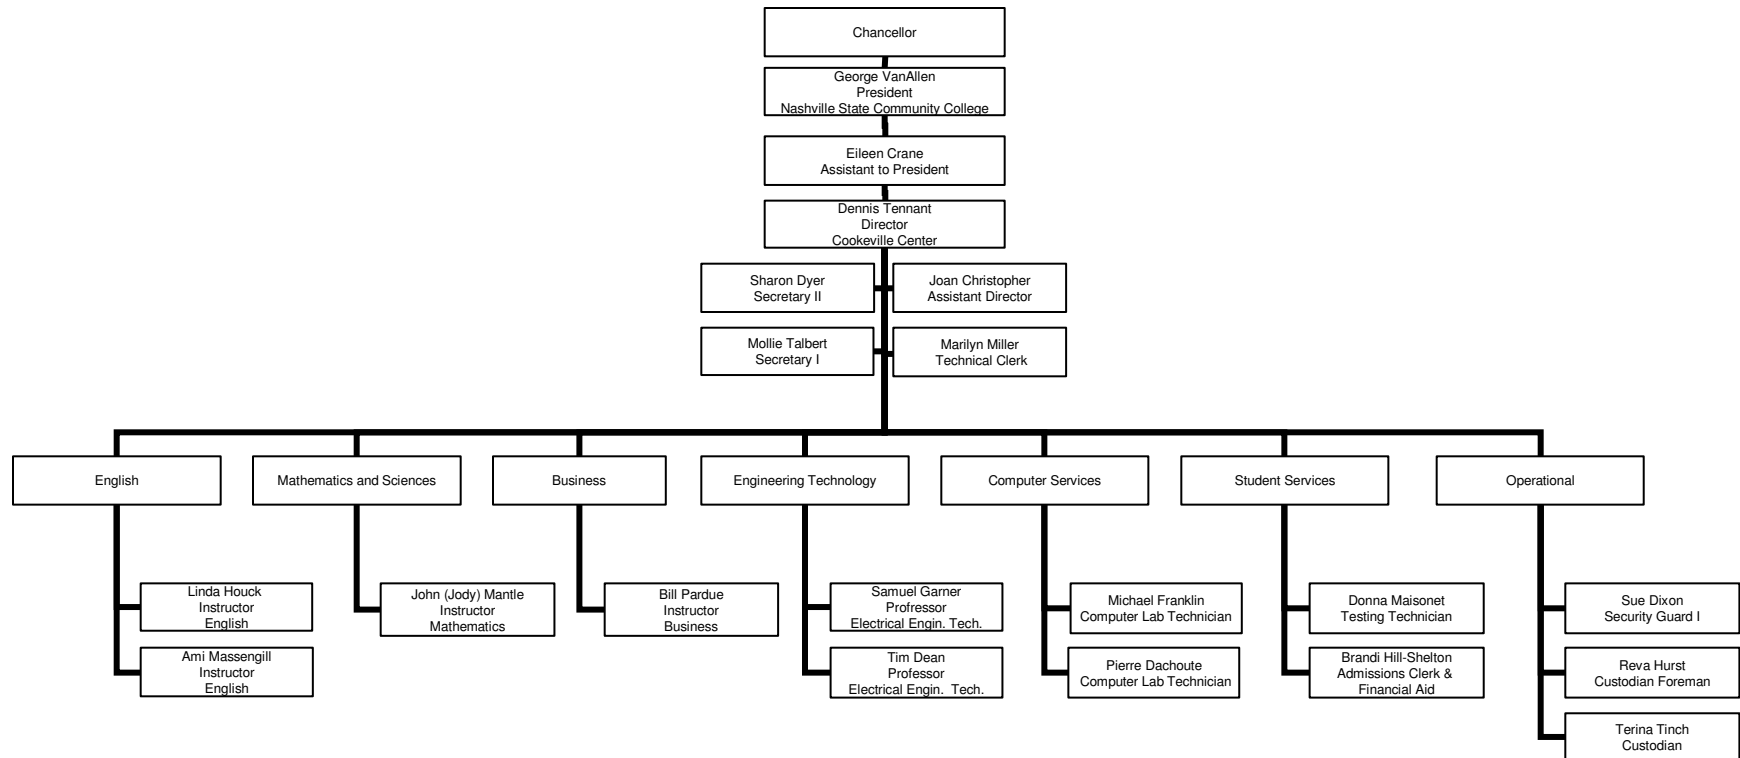 Chancellor
George VanAllen
President
Nashville State Community College
Eileen Crane
Assistant to President
Dennis Tennant
Director
Cookeville Center
Sharon Dyer
Secretary II
Joan Christopher
Assistant Director
Mollie Talbert
Secretary I
Marilyn Miller
Technical Clerk
English
Mathematics and Sciences
Business
Engineering Technology
Computer Services
Student Services
Operational
Linda Houck
Instructor
English
Ami Massengill
Instructor
English
John (Jody) Mantle
Instructor
Mathematics
Bill Pardue
Instructor
Business
Samuel Garner
Profressor
Electrical Engin. Tech.
Tim Dean
Professor
Electrical Engin. Tech.
Michael Franklin
Computer Lab Technician
Pierre Dachoute
Computer Lab Technician
Donna Maisonet
Testing Technician
Brandi Hill-Shelton
Admissions Clerk &
Financial Aid
Sue Dixon
Security Guard I
Reva Hurst
Custodian Foreman
Terina Tinch
Custodian